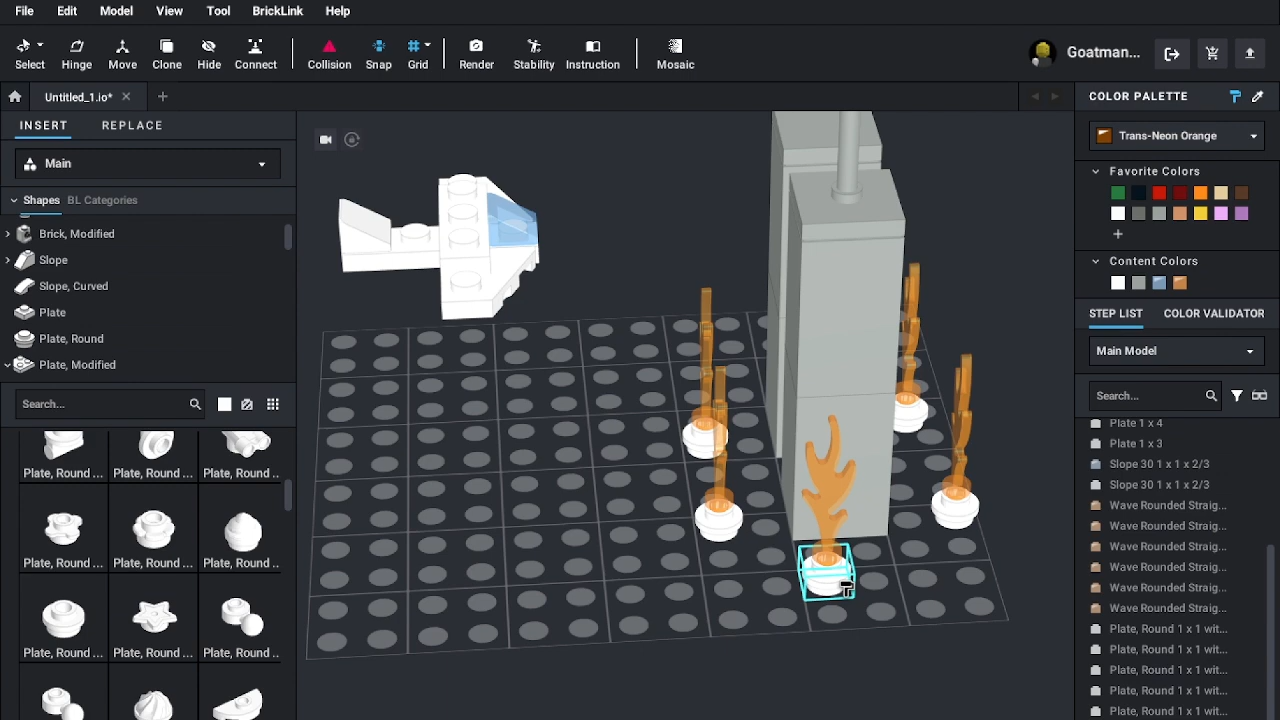 File Edit Model View Tool BrickLink Help
Select Hinge Move Clone Hide Connect Collision Snap Grid Render Stability Instruction Mosaic Goatman...
Untitled_1.io*
INSERT REPLACE
Main
Shapes BL Categories
Brick, Modified
Slope
Slope, Curved
Plate
Plate, Round
Plate, Modified
Search...
Plate, Round ... Plate, Round ... Plate, Round ..
Plate, Round ... Plate, Round ... Plate, Round ..
Plate, Round ... Plate, Round ... Plate, Round ..
COLOR PALETTE
Trans-Neon Orange
Favorite Colors
Content Colors
STEP LIST COLOR VALIDATOR
Main Model
Search...
Plate 1 x 4
Plate 1 x 3
Slope 30 1 x 1 x 2/3
Slope 30 1 x 1 x 2/3
Wave Rounded Straig...
Wave Rounded Straig...
Wave Rounded Straig...
Wave Rounded Straig...
Wave Rounded Straig...
Wave Rounded Straig...
Plate, Round 1 x 1 wit...
Plate, Round 1 x 1 wit...
Plate, Round 1 x 1 wit...
Plate, Round 1 x 1 wit...
Plate, Round 1 x 1 wit...